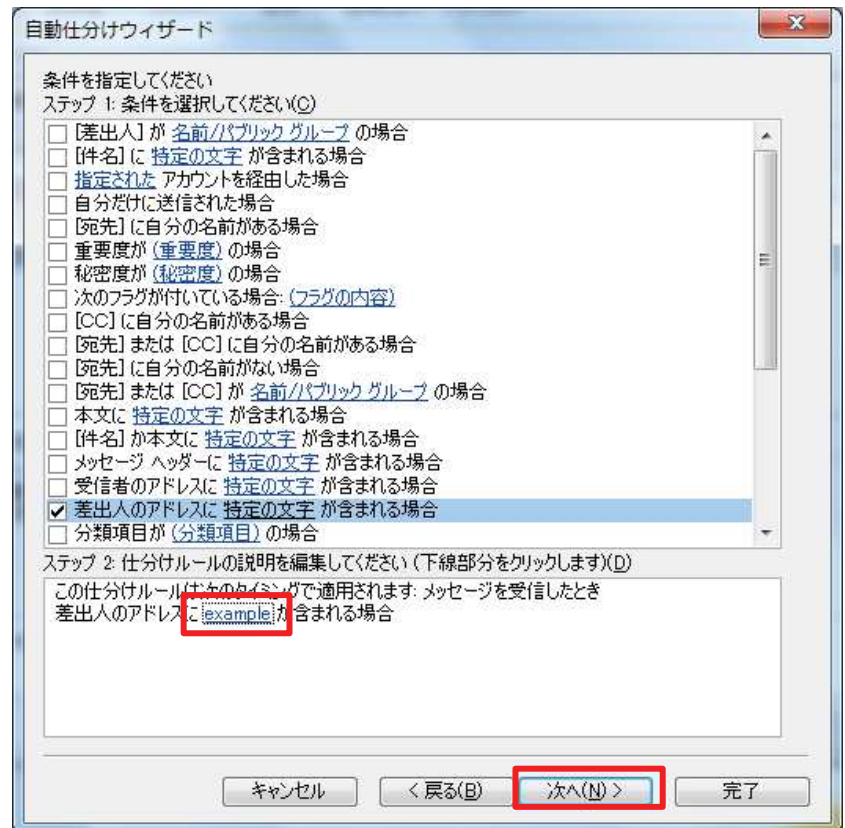 自動仕分けウィザード
条件を指定してください
ステップ 1: 条件を選択してください(C)
[差出人] が 名前/パブリック グループ の場合
[件名] に 特定の文字 が含まれる場合
指定された アカウントを経由した場合
自分だけに送信された場合
[宛先] に自分の名前がある場合
重要度が (重要度) の場合
秘密度が (秘密度) の場合
次のフラグが付いている場合: (フラグの内容)
[CC] に自分の名前がある場合
[宛先] または [CC] に自分の名前がある場合
[宛先] に自分の名前がない場合
[宛先] または [CC] が 名前/パブリック グループ の場合
本文に 特定の文字 が含まれる場合
[件名] か本文に 特定の文字 が含まれる場合
メッセージ ヘッダーに 特定の文字 が含まれる場合
受信者のアドレスに 特定の文字 が含まれる場合
差出人のアドレスに 特定の文字 が含まれる場合
分類項目が (分類項目) の場合
ステップ 2: 仕分けルールの説明を編集してください (下線部分をクリックします)(D)
この仕分けルールは次のタイミングで適用されます: メッセージを受信したとき
差出人のアドレスに example が含まれる場合
キャンセル < 戻る(B) 次へ(N) > 完了